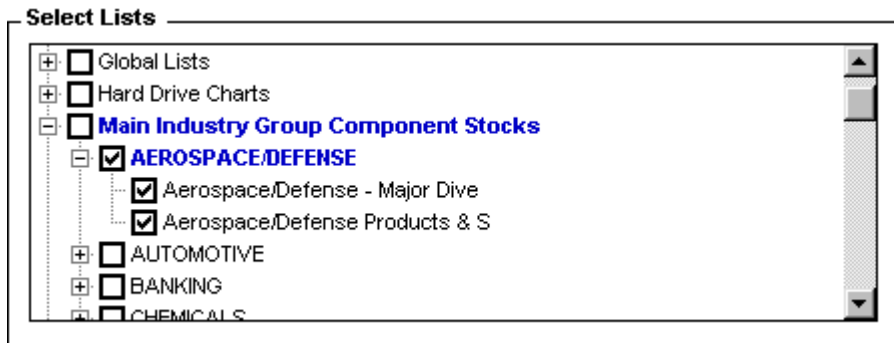 Select Lists
Global Lists
Hard Drive Charts
Main Industry Group Component Stocks
AEROSPACE/DEFENSE
Aerospace/Defense - Major Dive
Aerospace/Defense Products & S
AUTOMOTIVE
BANKING
CHEMICALS